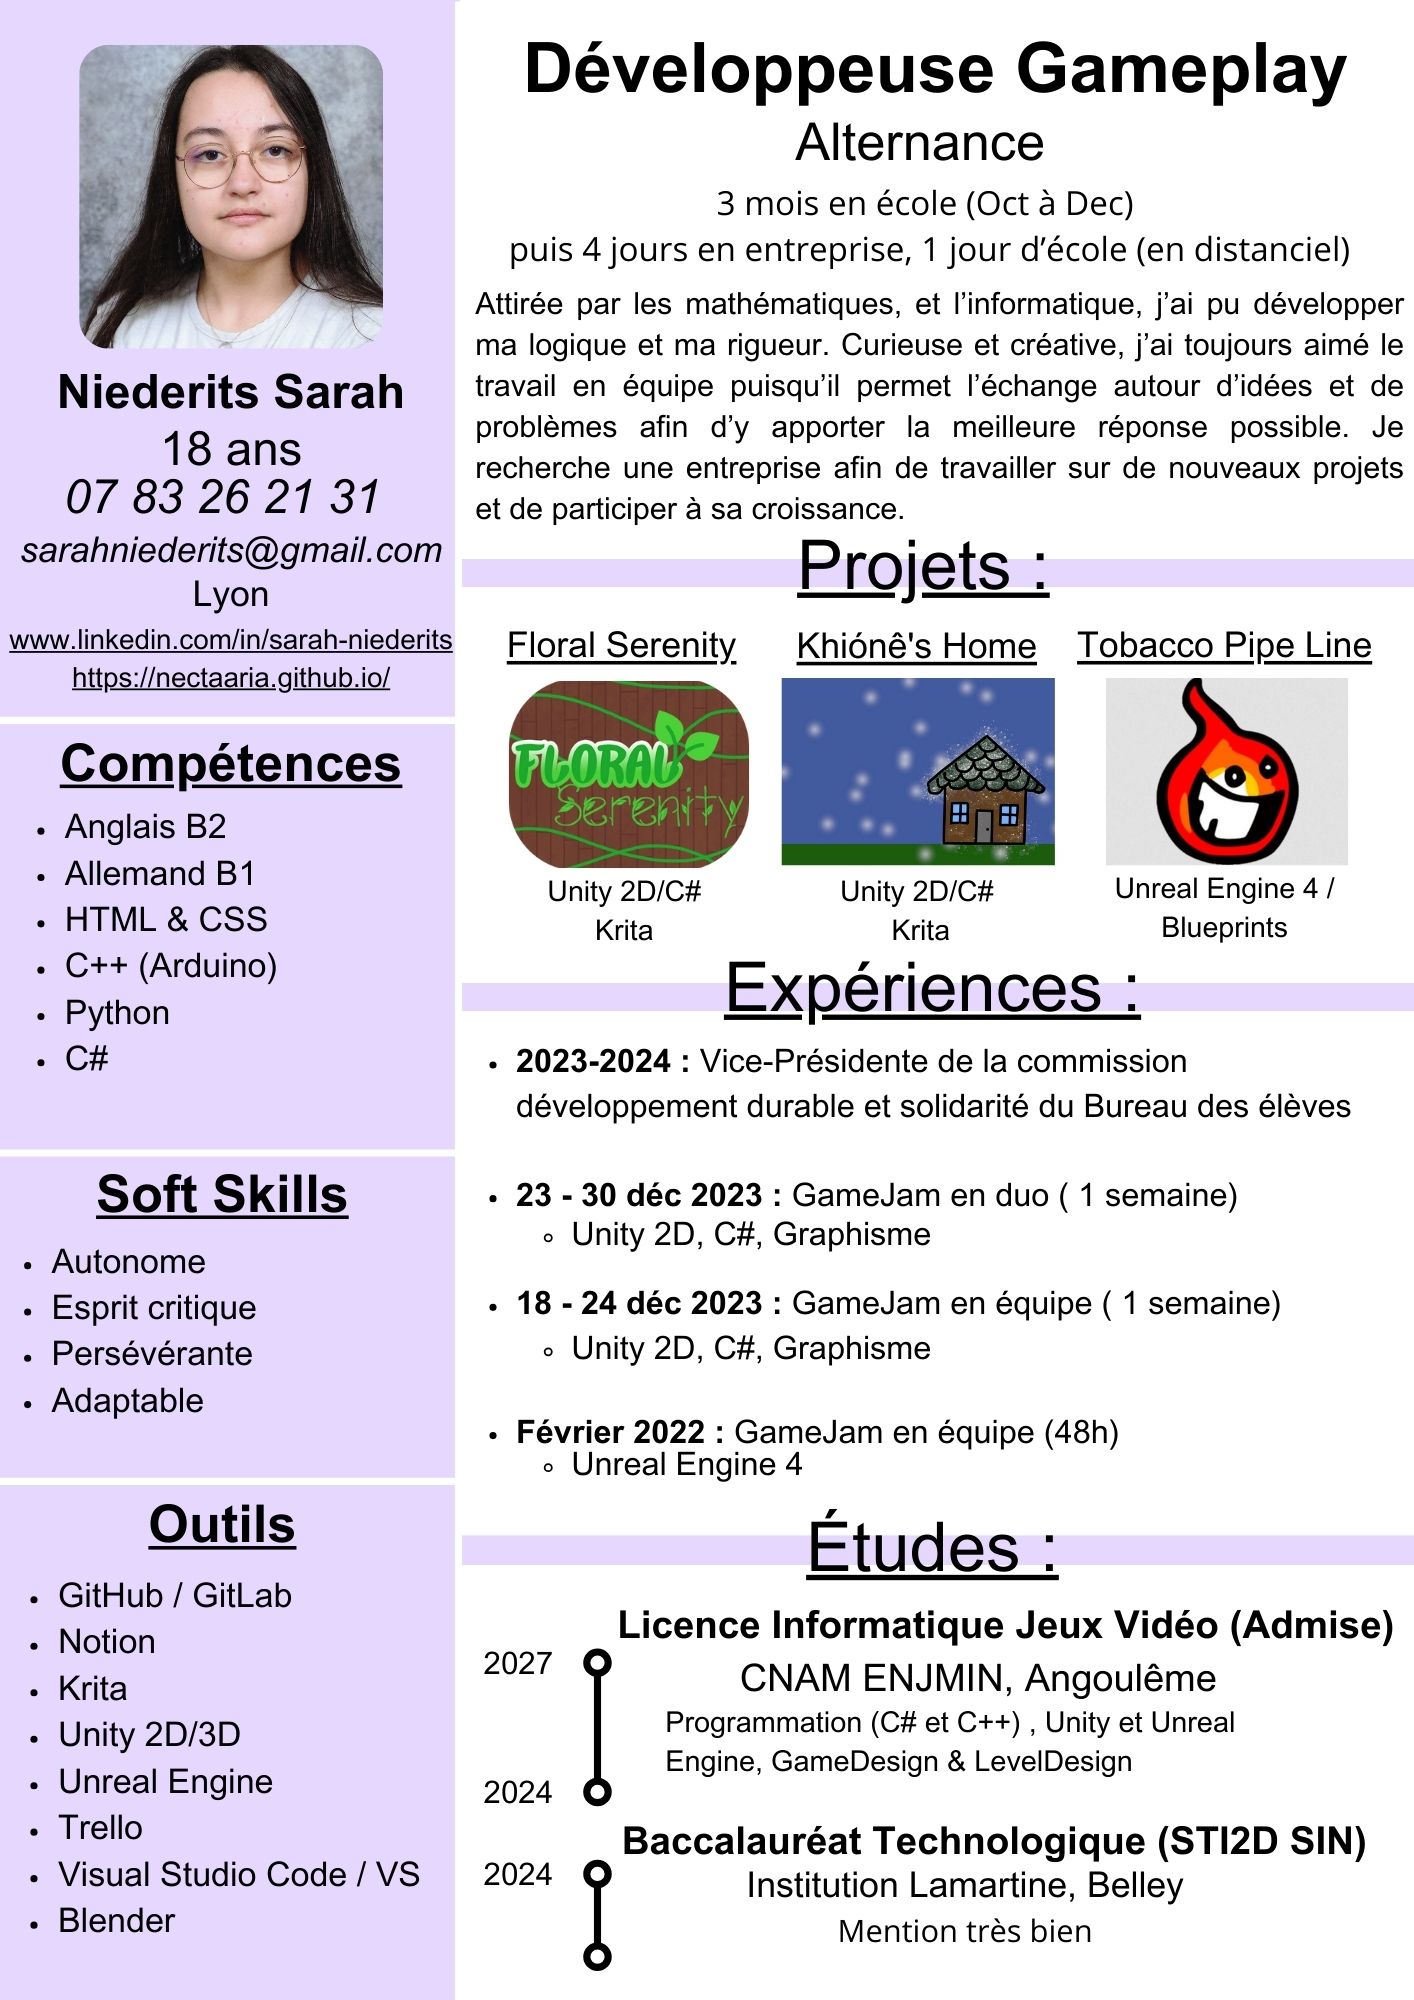 Niederits Sarah
18 ans
07 83 26 21 31
sarahniederits@gmail.com
Lyon
www.linkedin.com/in/sarah-niederits
https://nectaaria.github.io/
Compétences
• Anglais B2
• Allemand B1
• HTML & CSS
• C++ (Arduino)
• Python
• C#
Soft Skills
• Autonome
• Esprit critique
• Persévérante
• Adaptable
Outils
• GitHub / GitLab
• Notion
• Krita
• Unity 2D/3D
• Unreal Engine
• Trello
• Visual Studio Code / VS
• Blender
Développeuse Gameplay
Alternance
3 mois en école (Oct à Dec)
puis 4 jours en entreprise, 1 jour d’école (en distanciel)
Attirée par les mathématiques, et l’informatique, j’ai pu développer
ma logique et ma rigueur. Curieuse et créative, j’ai toujours aimé le
travail en équipe puisqu’il permet l’échange autour d’idées et de
problèmes afin d’y apporter la meilleure réponse possible. Je
recherche une entreprise afin de travailler sur de nouveaux projets
et de participer à sa croissance.
Projets :
Floral Serenity
FLORAL
Serenity
Unity 2D/C#
Krita
Khiónê's Home
Unity 2D/C#
Krita
Tobacco Pipe Line
Unreal Engine 4 /
Blueprints
Expériences :
• 2023-2024 : Vice-Présidente de la commission
développement durable et solidarité du Bureau des élèves
• 23 - 30 déc 2023 : GameJam en duo ( 1 semaine)
◦ Unity 2D, C#, Graphisme
• 18 - 24 déc 2023 : GameJam en équipe ( 1 semaine)
◦ Unity 2D, C#, Graphisme
• Février 2022 : GameJam en équipe (48h)
◦ Unreal Engine 4
Études :
Licence Informatique Jeux Vidéo (Admise)
2027
CNAM ENJMIN, Angoulême
Programmation (C# et C++) , Unity et Unreal
Engine, GameDesign & LevelDesign
2024
Baccalauréat Technologique (STI2D SIN)
2024
Institution Lamartine, Belley
Mention très bien